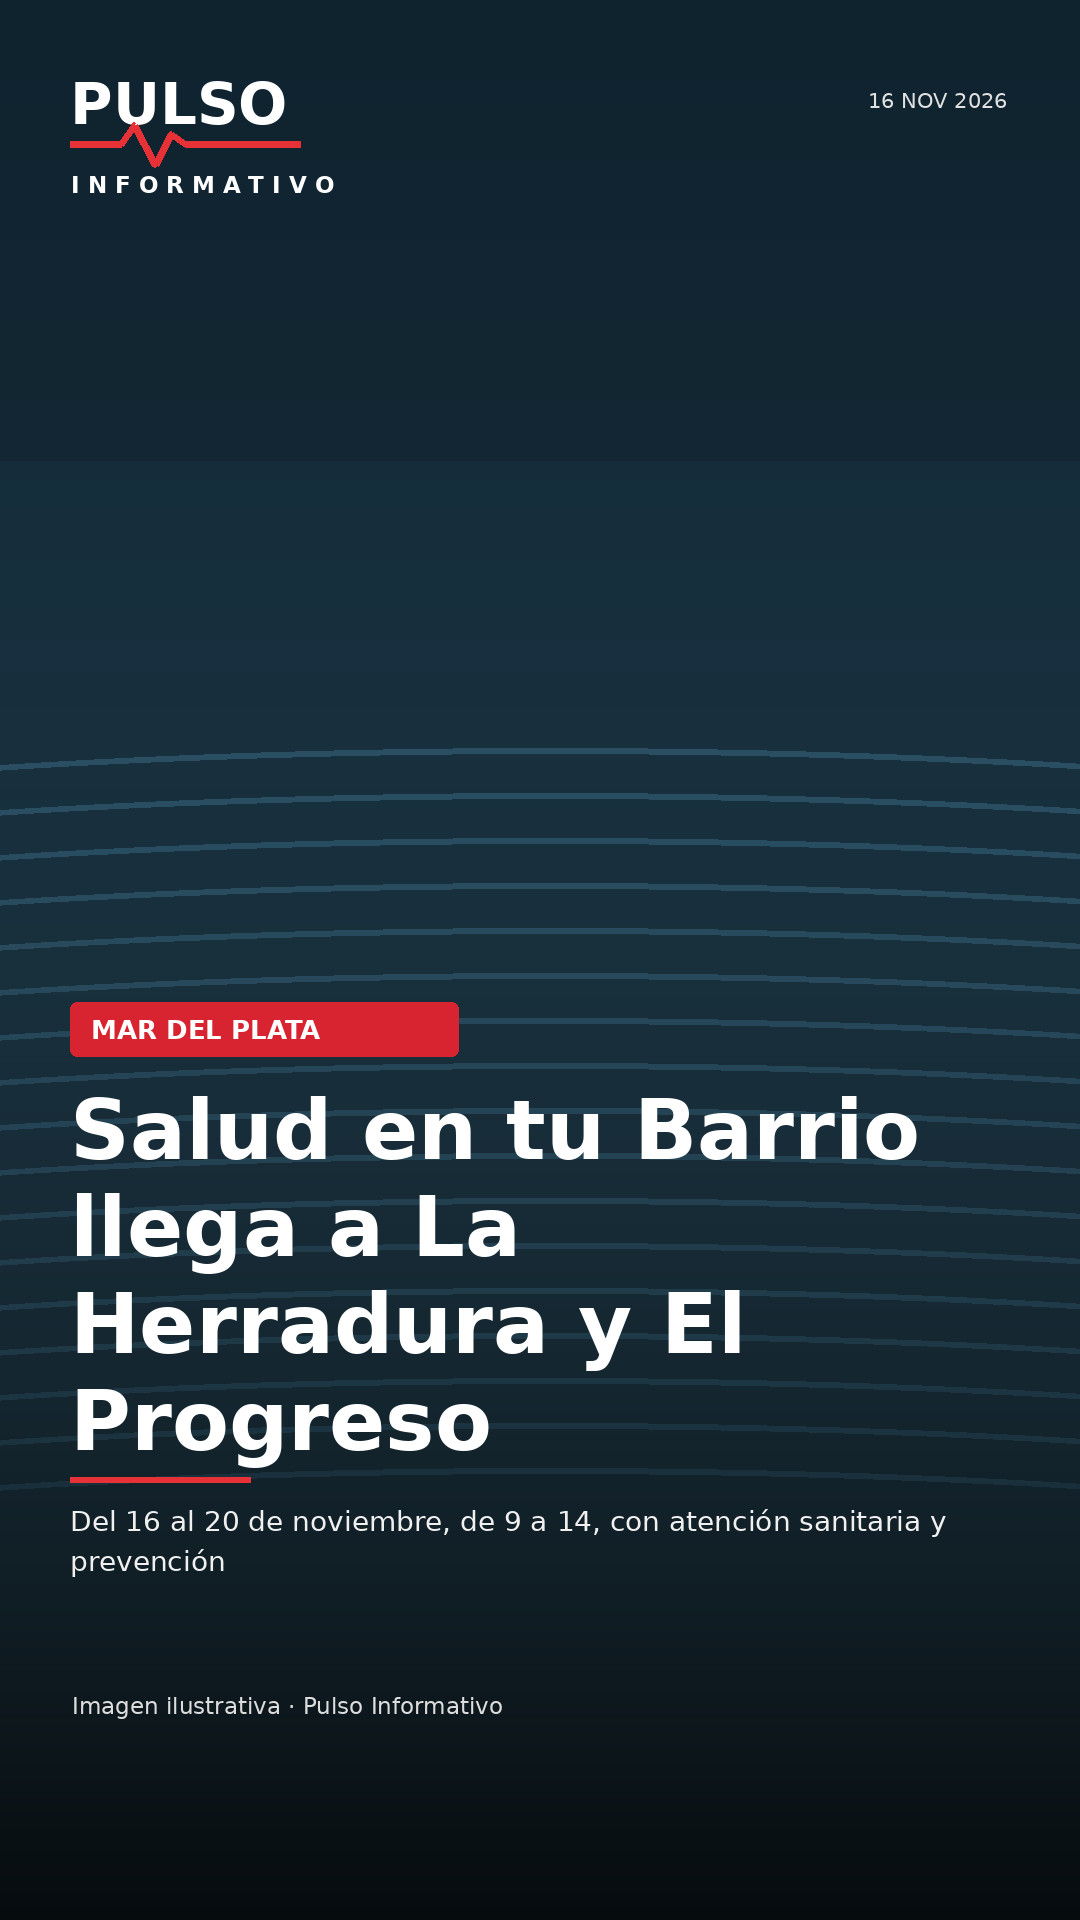 PULSO
INFORMATIVO
16 NOV 2026
MAR DEL PLATA
Salud en tu Barrio
llega a La
Herradura y El
Progreso
Del 16 al 20 de noviembre, de 9 a 14, con atención sanitaria y
prevención
Imagen ilustrativa · Pulso Informativo